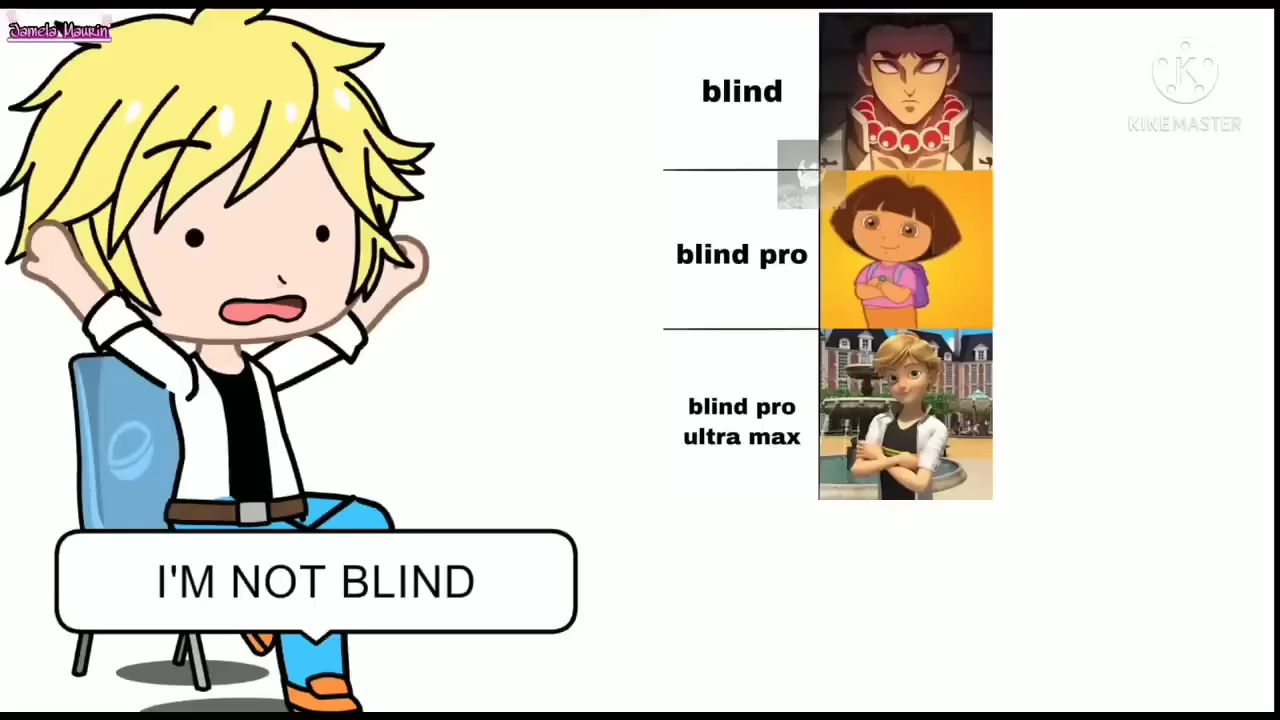 Jamela Maurin
blind
K
KINEMASTER
blind pro
blind pro
ultra max
I'M NOT BLIND